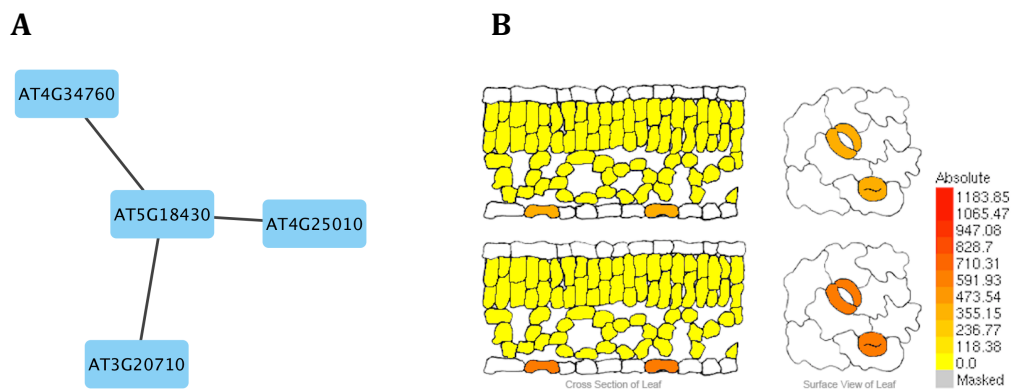 A
B
AT4G34760
AT5G18430
AT4G25010
AT3G20710
Absolute
1183.85
1065.47
947.08
828.7
710.31
591.93
473.54
355.15
236.77
118.38
0.0
Masked
Cross Section of Leaf
Surface View of Leaf